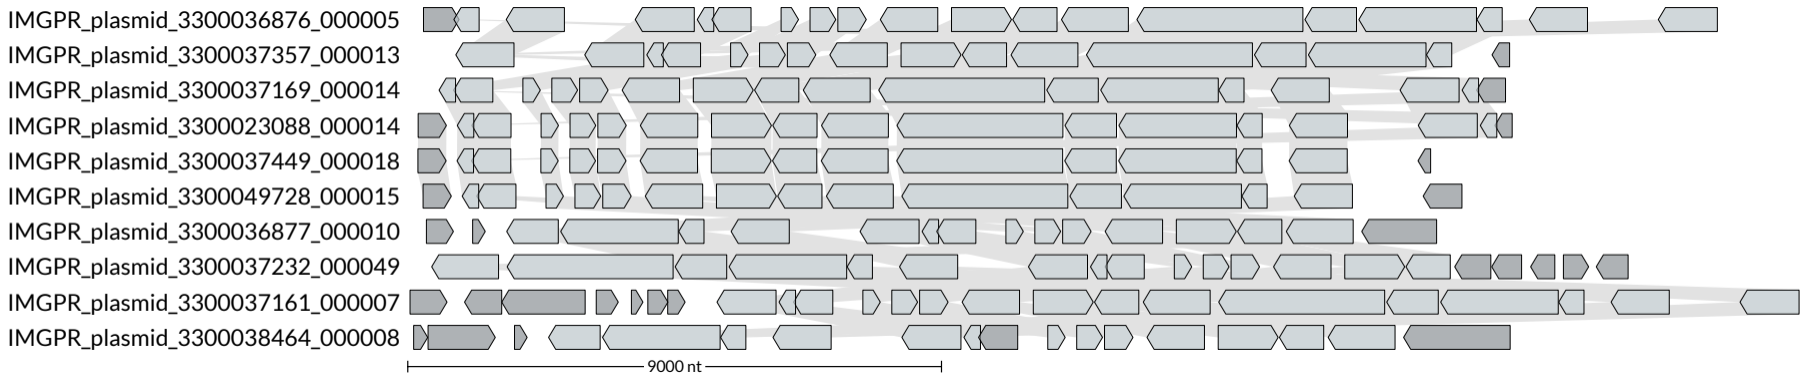 IMGPR_plasmid_3300036876_000005
IMGPR_plasmid_3300037357_000013
IMGPR_plasmid_3300037169_000014
IMGPR_plasmid_3300023088_000014
IMGPR_plasmid_3300037449_000018
IMGPR_plasmid_3300049728_000015
IMGPR_plasmid_3300036877_000010
IMGPR_plasmid_3300037232_000049
IMGPR_plasmid_3300037161_000007
IMGPR_plasmid_3300038464_000008
9000 nt